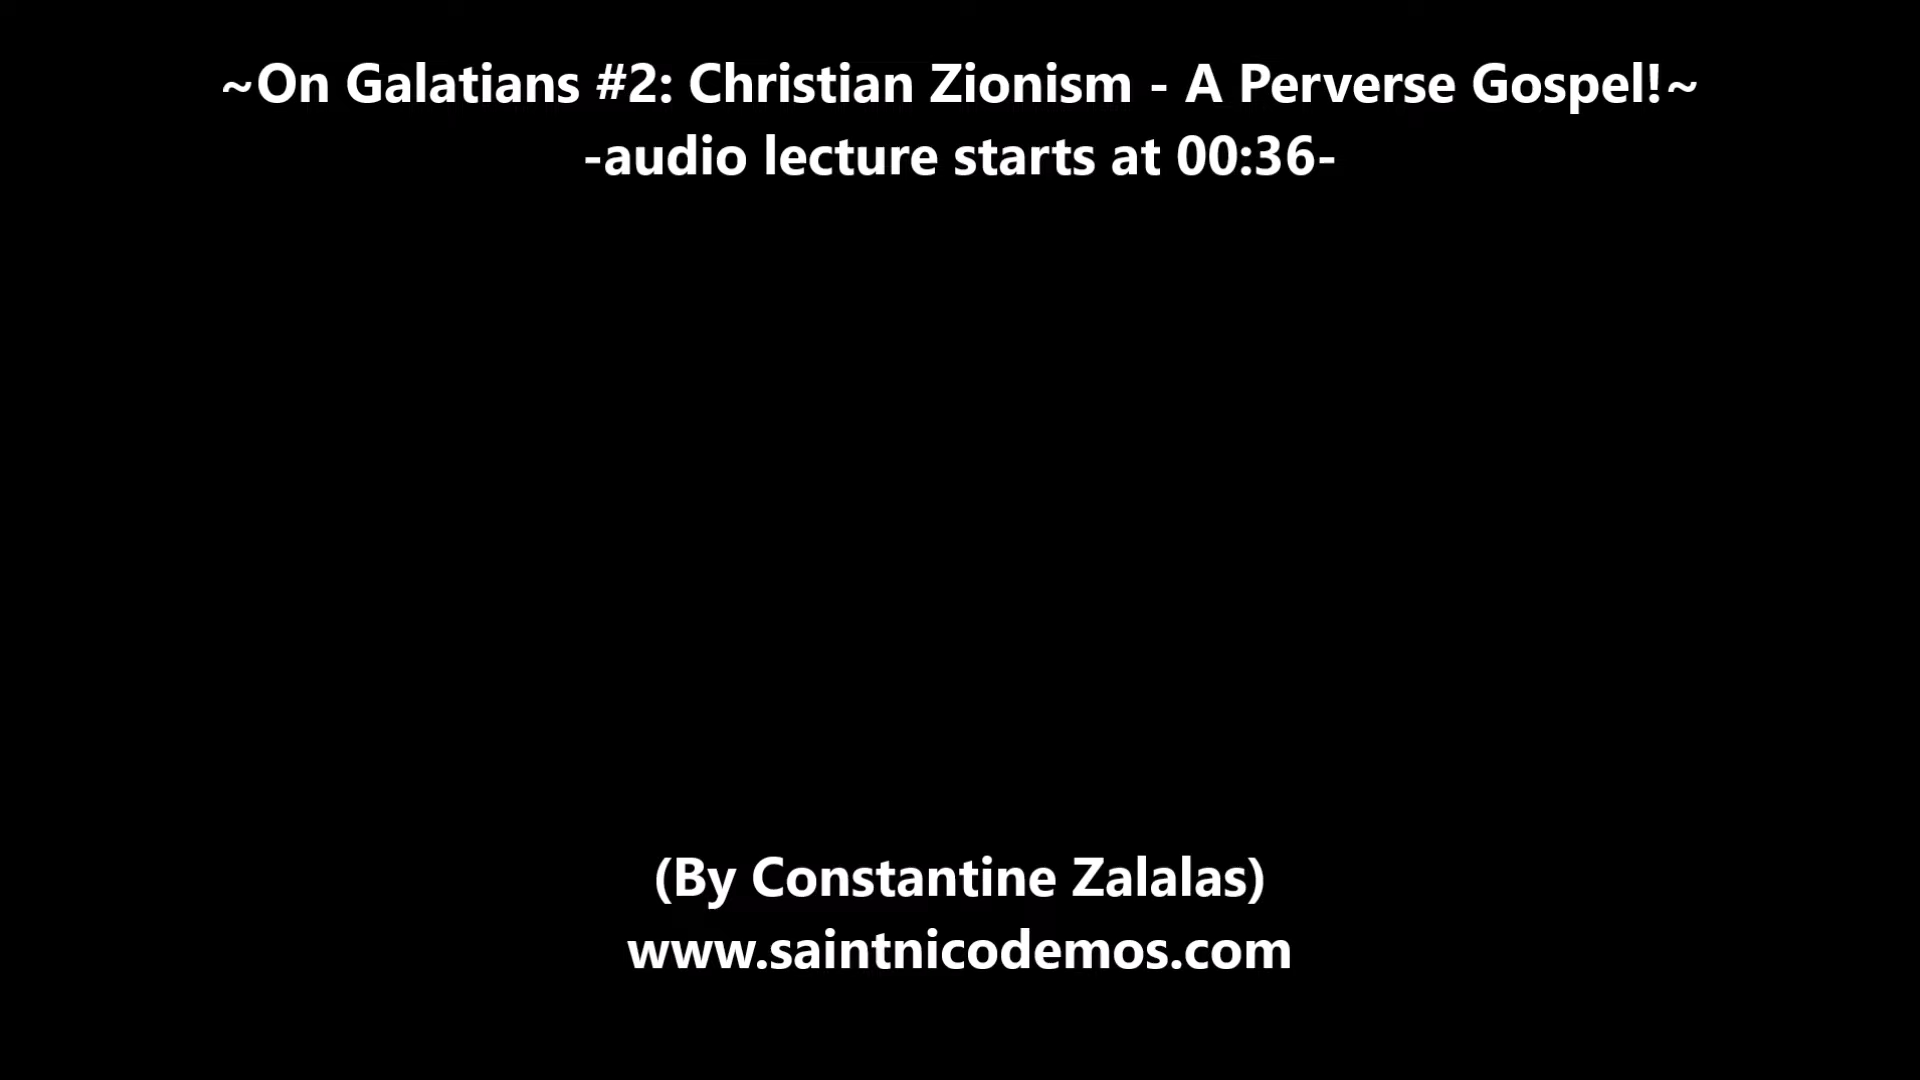 ~On Galatians #2: Christian Zionism - A Perverse Gospel!~
-audio lecture starts at 00:36-
(By Constantine Zalalas)
www.saintnicodemos.com